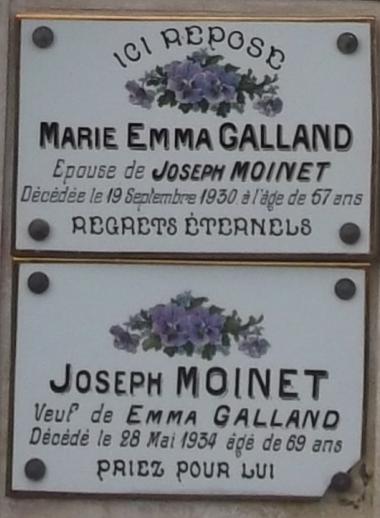 ICI REPOSE
MARIE EMMA GALLAND
Epouse de JOSEPH MOINET
Décédée le 19 Septembre 1930 à l'âge de 67 ans
REGRETS ÉTERNELS
JOSEPH MOINET
Veuf de EMMA GALLAND
Décédé le 28 Mai 1934 âgé de 69 ans
PRIEZ POUR LUI